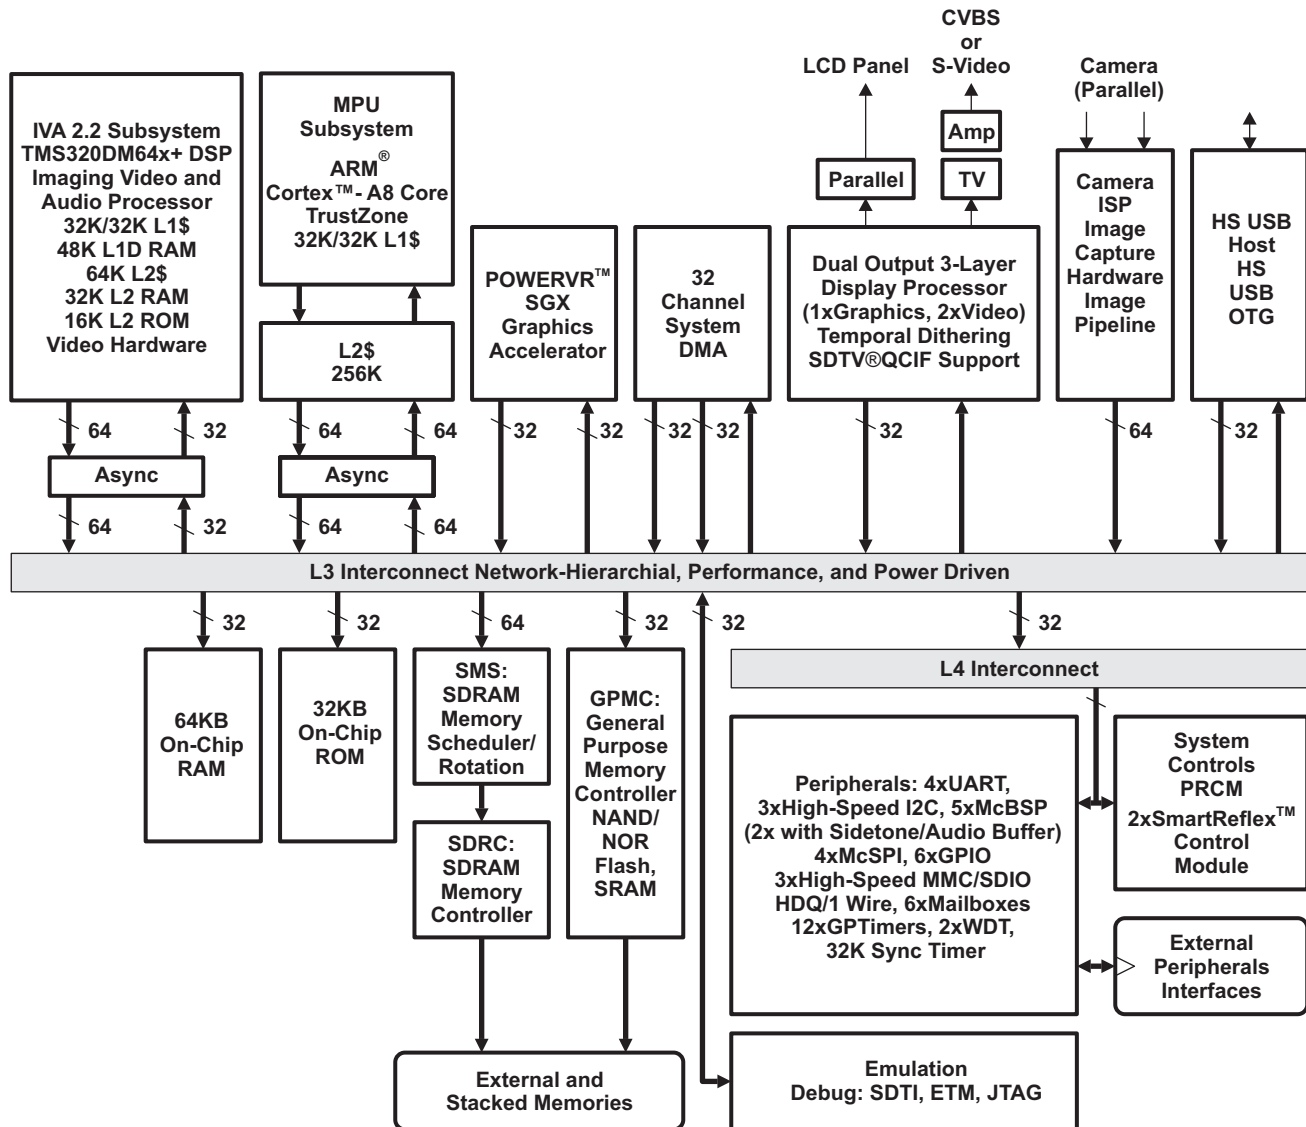 CVBS
or
S-Video
LCD Panel
Camera
(Parallel)
Amp
Parallel
TV
IVA 2.2 Subsystem
TMS320DM64x+ DSP
Imaging Video and
Audio Processor
32K/32K L1$
48K L1D RAM
64K L2$
32K L2 RAM
16K L2 ROM
Video Hardware
MPU
Subsystem
ARM®
Cortex™- A8 Core
TrustZone
32K/32K L1$
L2$
256K
POWERVR™
SGX
Graphics
Accelerator
32
Channel
System
DMA
Dual Output 3-Layer
Display Processor
(1xGraphics, 2xVideo)
Temporal Dithering
SDTV®QCIF Support
Camera
ISP
Image
Capture
Hardware
Image
Pipeline
HS USB
Host
HS
USB
OTG
64
32
64
64
32
32
32
32
32
64
32
Async
Async
64
32
64
64
L3 Interconnect Network-Hierarchial, Performance, and Power Driven
32
32
64
32
32
32
64KB
On-Chip
RAM
32KB
On-Chip
ROM
SMS:
SDRAM
Memory
Scheduler/
Rotation
SDRC:
SDRAM
Memory
Controller
GPMC:
General
Purpose
Memory
Controller
NAND/
NOR
Flash,
SRAM
L4 Interconnect
Peripherals: 4xUART,
3xHigh-Speed I2C, 5xMcBSP
(2x with Sidetone/Audio Buffer)
4xMcSPI, 6xGPIO
3xHigh-Speed MMC/SDIO
HDQ/1 Wire, 6xMailboxes
12xGPTimers, 2xWDT,
32K Sync Timer
System
Controls
PRCM
2xSmartReflex™
Control
Module
External
Peripherals
Interfaces
External and
Stacked Memories
Emulation
Debug: SDTI, ETM, JTAG